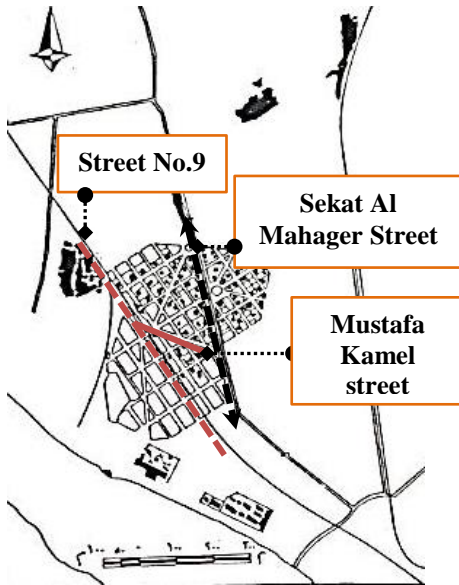 Street No.9
Sekat Al
Mahager Street
Mustafa
Kamel
street